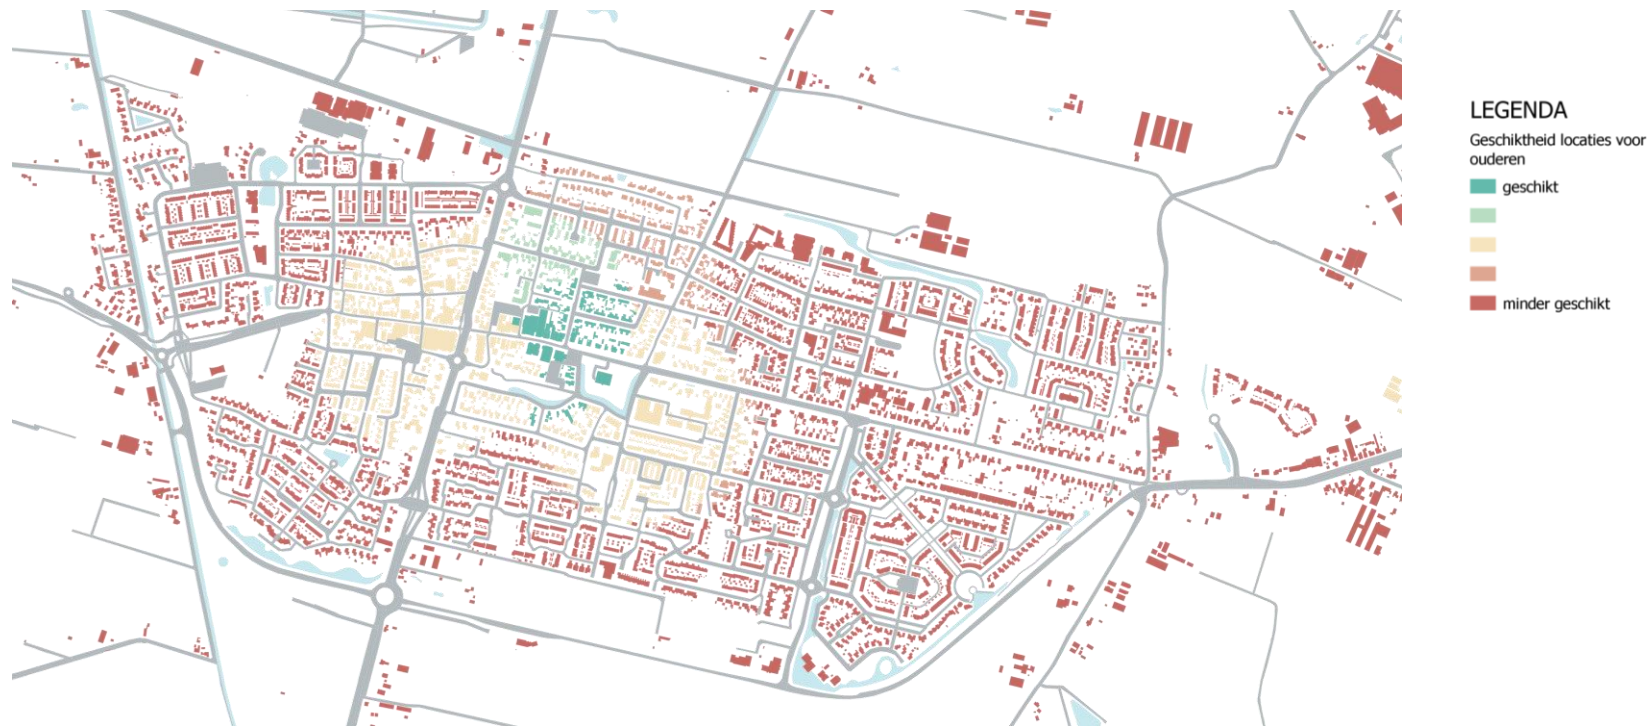 LEGENDA
Geschiktheid locaties voor
ouderen
geschikt
minder geschikt